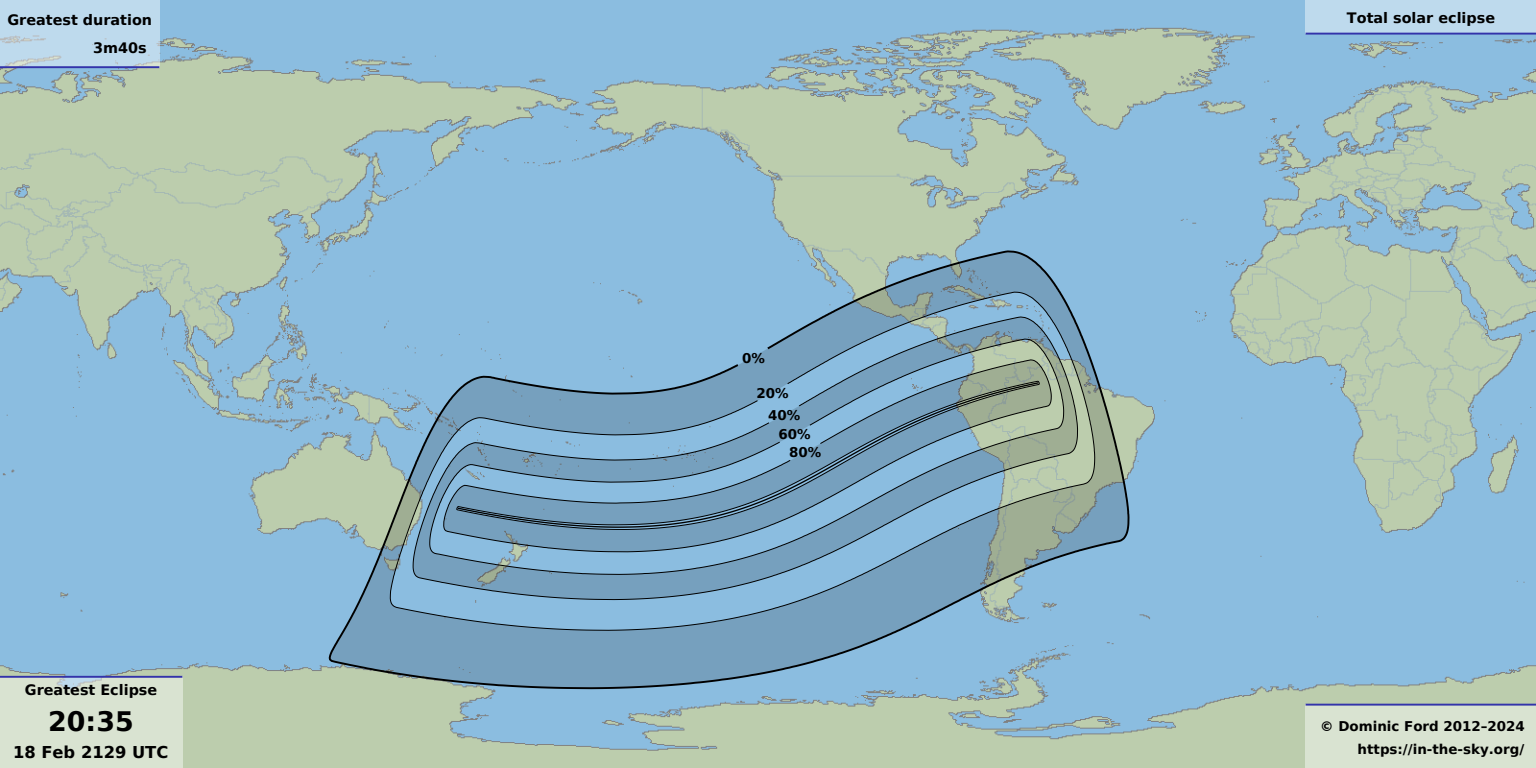 Greatest duration
3m40s
Total solar eclipse
0%
20%
40%
60%
80%
Greatest Eclipse
20:35
18 Feb 2129 UTC
© Dominic Ford 2012–2024
https://in-the-sky.org/